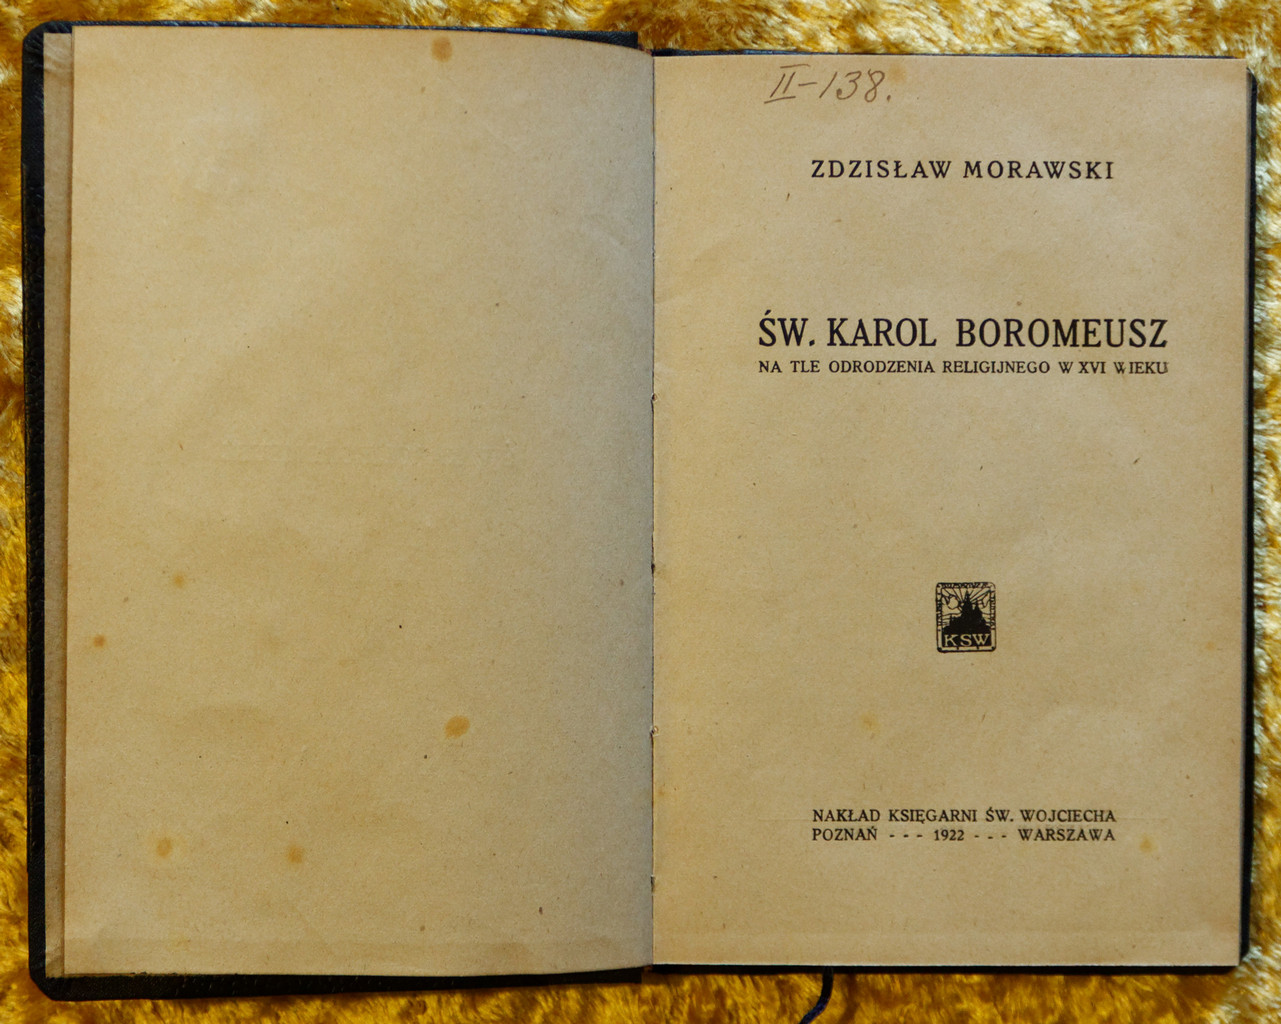 II-138.
ZDZISŁAW MORAWSKI
ŚW. KAROL BOROMEUSZ
NA TLE ODRODZENIA RELIGIJNEGO W XVI WIEKU
KSW
NAKŁAD KSIĘGARNI ŚW. WOJCIECHA
POZNAŃ - - - 1922 - - - WARSZAWA